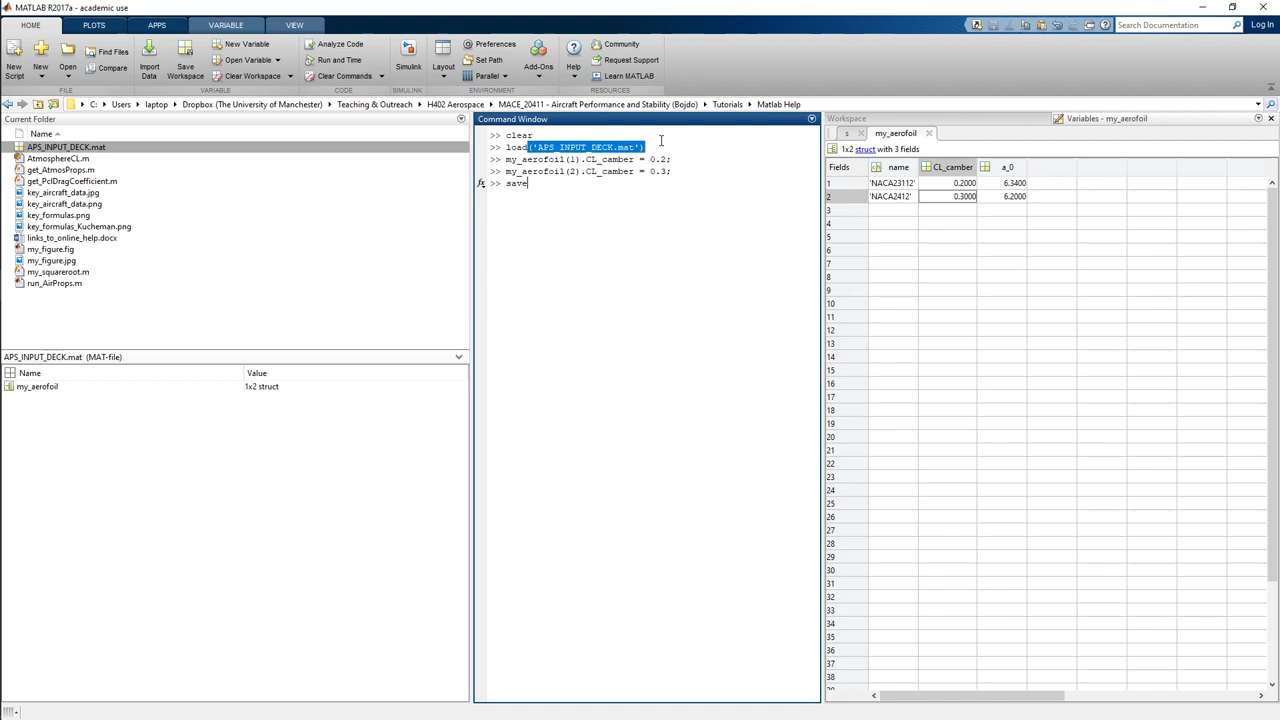 MATLAB R2017a - academic use
HOME PLOTS APPS VARIABLE VIEW Search Documentation Log In
New Script
New
Open
Find Files
Compare
FILE
Import Data
Save Workspace
New Variable
Open Variable
Clear Workspace
VARIABLE
Analyze Code
Run and Time
Clear Commands
CODE
Simulink
SIMULINK
Layout
Preferences
Set Path
Parallel
ENVIRONMENT
Add-Ons
Help
Community
Request Support
Learn MATLAB
RESOURCES
C: Users laptop Dropbox (The University of Manchester) Teaching & Outreach H402 Aerospace MACE_20411 - Aircraft Performance and Stability (Bojdo) Tutorials Matlab Help
Current Folder
Name
APS_INPUT_DECK.mat
AtmosphereCL.m
get_AtmosProps.m
get_PclDragCoefficient.m
key_aircraft_data.jpg
key_aircraft_data.png
key_formulas.png
key_formulas_Kucheman.png
links_to_online_help.docx
my_figure.fig
my_figure.jpg
my_squareroot.m
run_AirProps.m
APS_INPUT_DECK.mat (MAT-file)
Name Value
my_aerofoil 1x2 struct
Command Window
>> clear
>> load('APS_INPUT_DECK.mat')
>> my_aerofoil(1).CL_camber = 0.2;
>> my_aerofoil(2).CL_camber = 0.3;
fx >> save
Workspace
Variables - my_aerofoil
s my_aerofoil
1x2 struct with 3 fields
Fields name CL_camber a_0
1 'NACA23112' 0.2000 6.3400
2 'NACA2412' 0.3000 6.2000
3
4
5
6
7
8
9
10
11
12
13
14
15
16
17
18
19
20
21
22
23
24
25
26
27
28
29
30
31
32
33
34
35
36
37
38